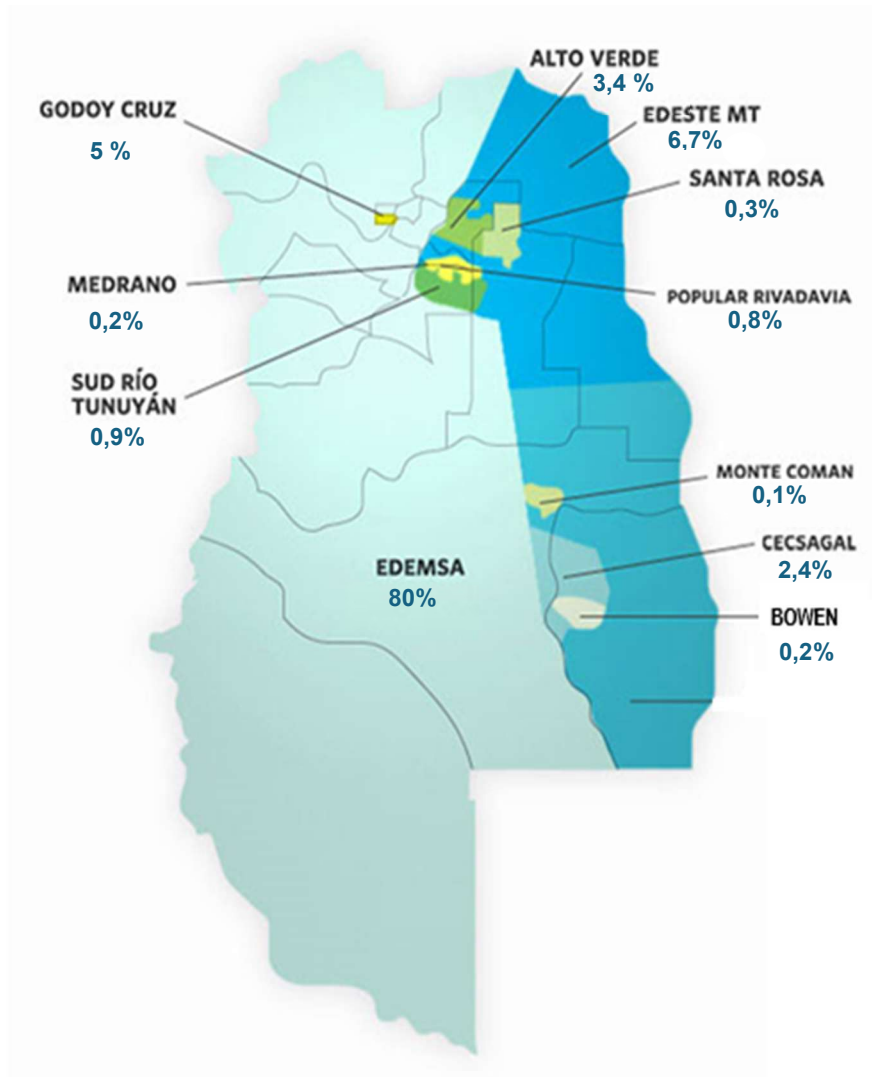 ALTO VERDE
3,4 %
GODOY CRUZ
5 %
EDESTE MT
6,7%
SANTA ROSA
0,3%
MEDRANO
0,2%
POPULAR RIVADAVIA
0,8%
SUD RÍO
TUNUYÁN
0,9%
MONTE COMAN
0,1%
CECSAGAL
2,4%
EDEMSA
80%
BOWEN
0,2%